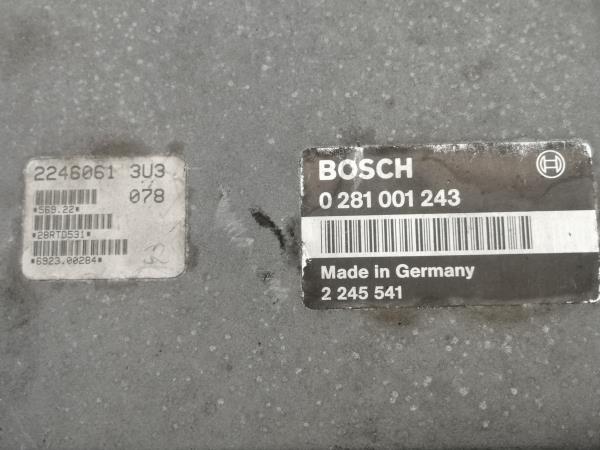 2246061 3U3
078
*569.22*
*28RTD531*
*6923.00284*
BOSCH
0 281 001 243
Made in Germany
2 245 541